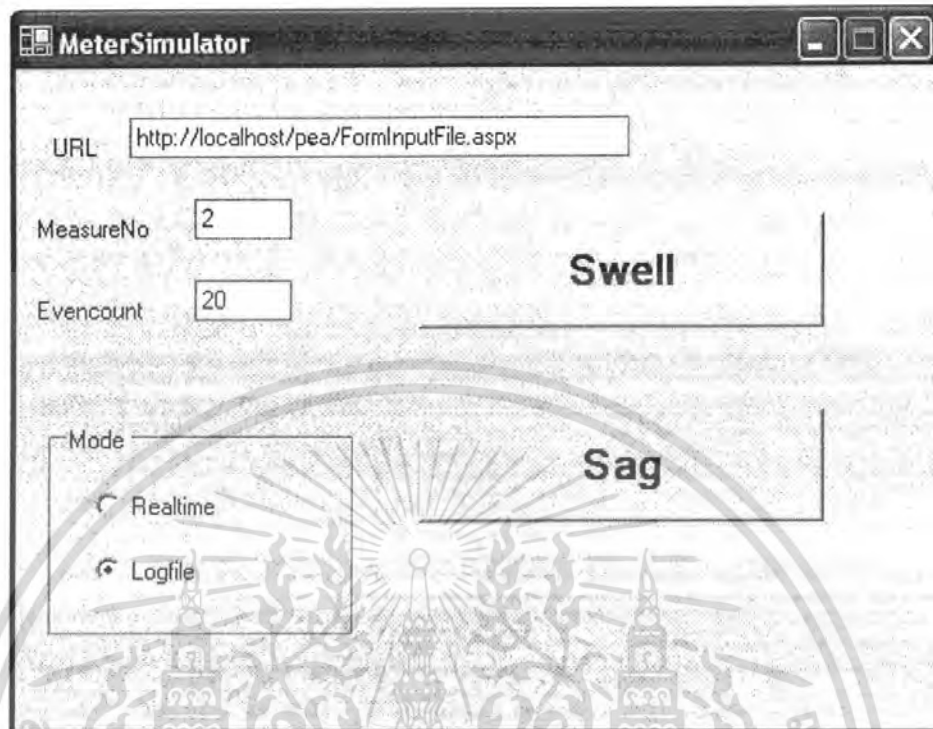 MeterSimulator
URL http://localhost/pea/FormInputFile.aspx
MeasureNo 2
Evencount 20
Swell
Sag
Mode
Realtime
Logfile